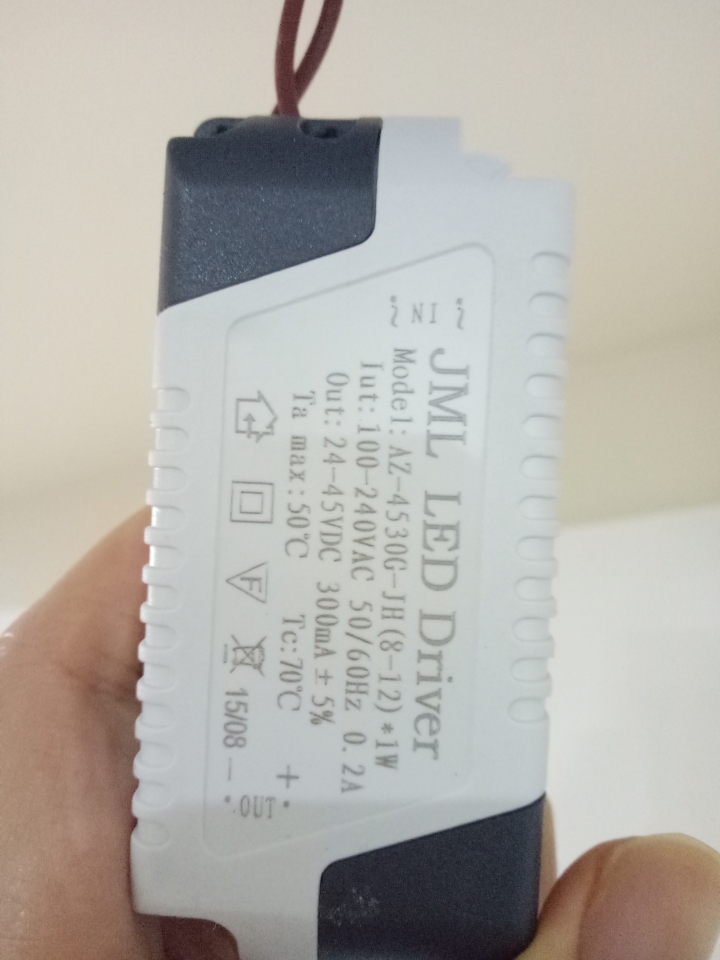 ~ IN ~
JML LED Driver
Model: AZ-4530G-JH(8-12)*1W
Iut: 100-240VAC 50/60Hz 0.2A
Out: 24-45VDC 300mA ± 5%
Ta max:50℃ Tc:70℃
F 15/08
+ OUT −